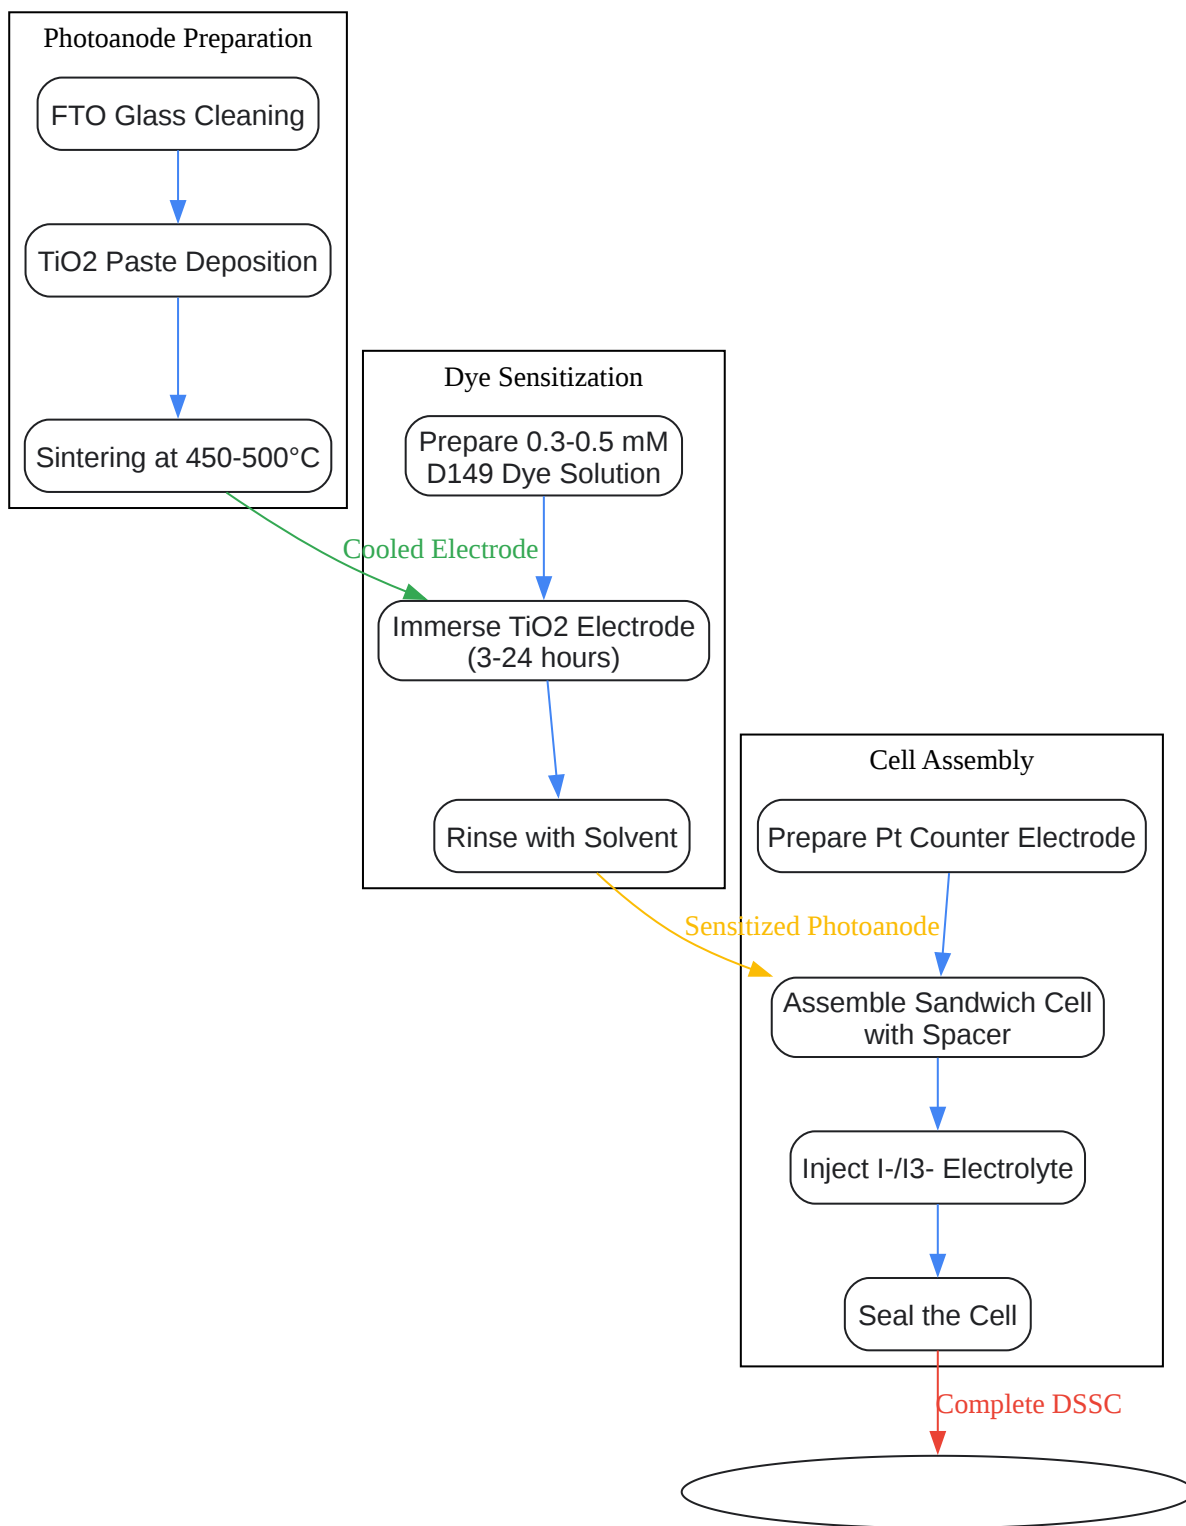 Photoanode Preparation
FTO Glass Cleaning
TiO2 Paste Deposition
Sintering at 450-500°C
Cooled Electrode
Dye Sensitization
Prepare 0.3-0.5 mM
D149 Dye Solution
Immerse TiO2 Electrode
(3-24 hours)
Rinse with Solvent
Sensitized Photoanode
Cell Assembly
Prepare Pt Counter Electrode
Assemble Sandwich Cell
with Spacer
Inject I-/I3- Electrolyte
Seal the Cell
Complete DSSC